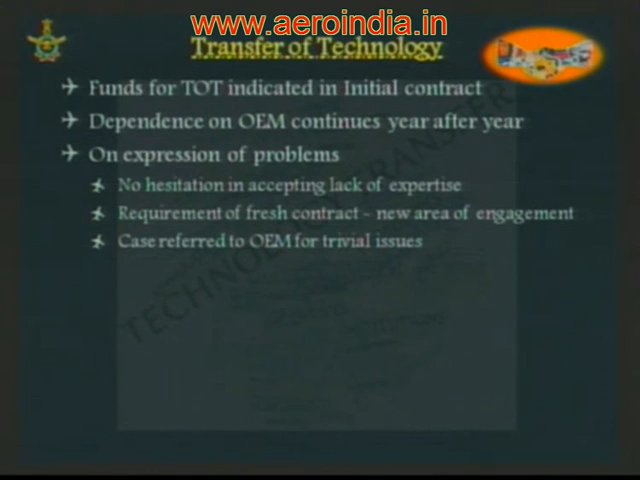 www.aeroindia.in
Transfer of Technology
Funds for TOT indicated in Initial contract
Dependence on OEM continues year after year
On expression of problems
No hesitation in accepting lack of expertise
Requirement of fresh contract - new area of engagement
Case referred to OEM for trivial issues
TECHNOLOGY TRANSFER